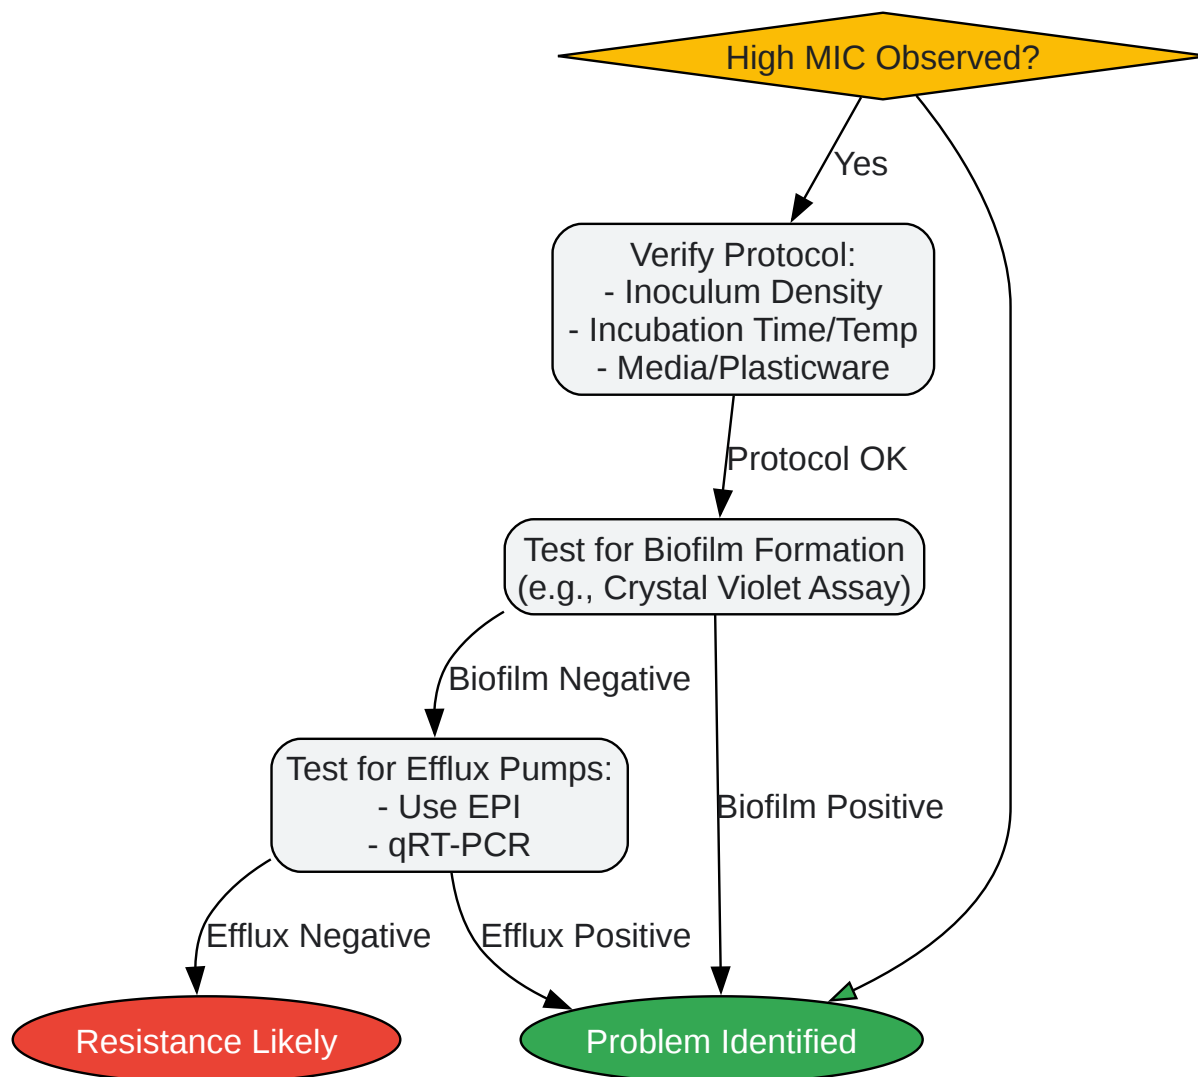 High MIC Observed?
Yes
Verify Protocol:
- Inoculum Density
- Incubation Time/Temp
- Media/Plasticware
Protocol OK
Test for Biofilm Formation
(e.g., Crystal Violet Assay)
Biofilm Negative
Test for Efflux Pumps:
- Use EPI
- qRT-PCR
Biofilm Positive
Efflux Negative
Efflux Positive
Resistance Likely
Problem Identified